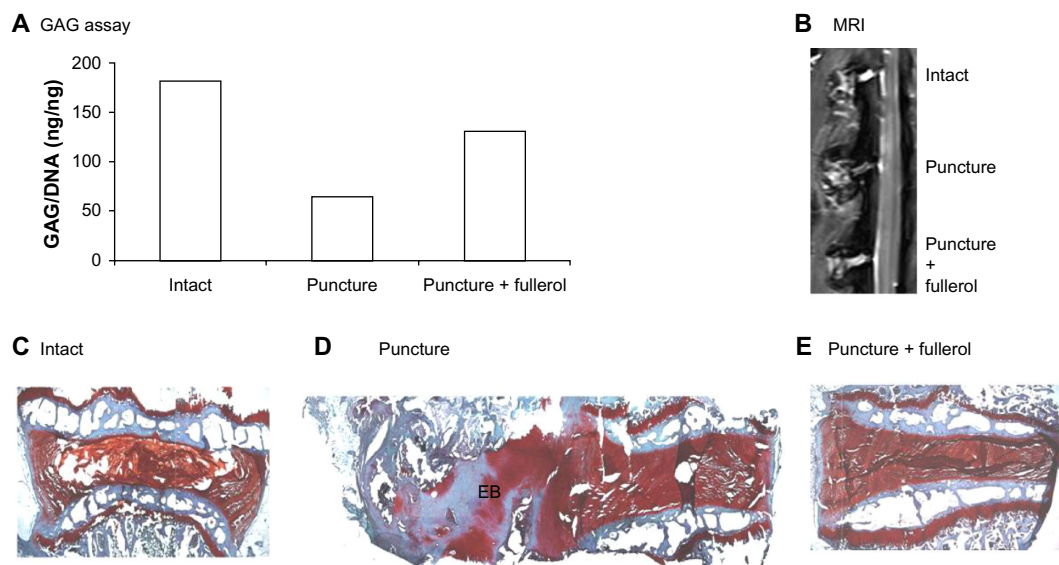 A GAG assay
GAG/DNA (ng/ng)
200
150
100
50
0
Intact
Puncture
Puncture + fullerol
B MRI
Intact
Puncture
Puncture
+
fullerol
C Intact
D Puncture
EB
E Puncture + fullerol